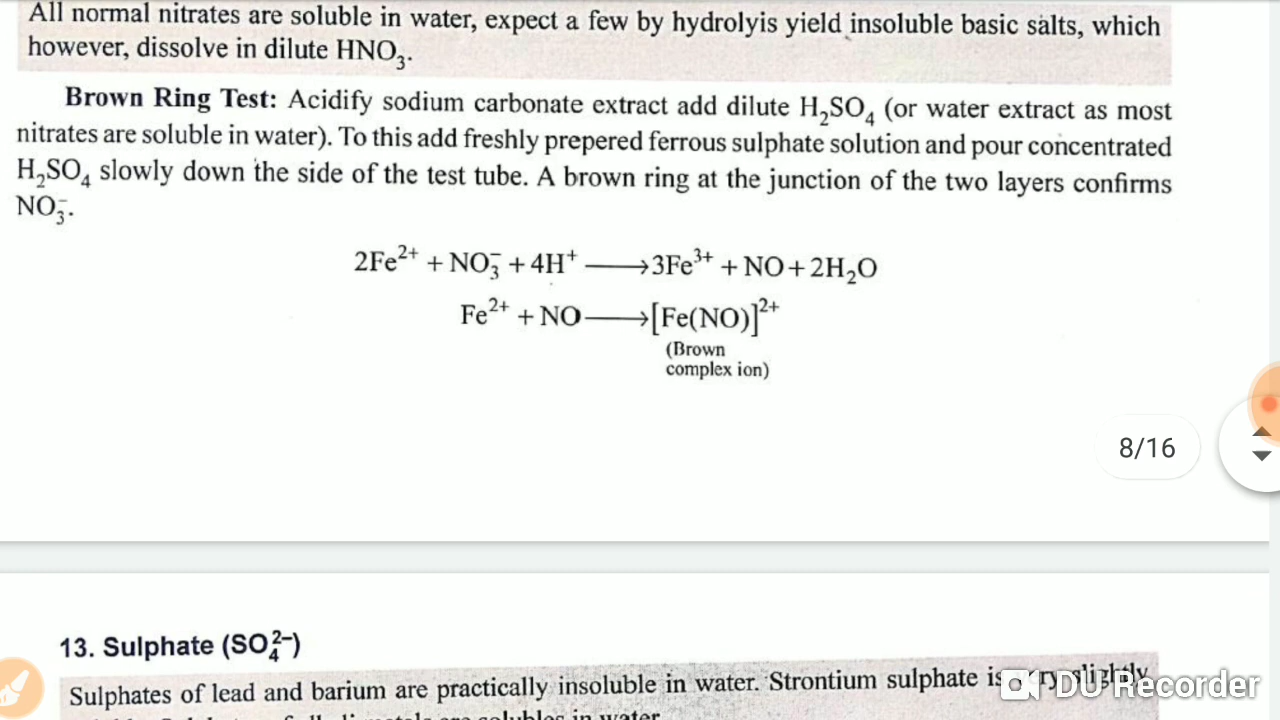 All normal nitrates are soluble in water, expect a few by hydrolyis yield insoluble basic salts, which
however, dissolve in dilute HNO₃.
Brown Ring Test: Acidify sodium carbonate extract add dilute H₂SO₄ (or water extract as most
nitrates are soluble in water). To this add freshly prepered ferrous sulphate solution and pour concentrated
H₂SO₄ slowly down the side of the test tube. A brown ring at the junction of the two layers confirms
NO₃⁻.
2Fe²⁺ + NO₃⁻ + 4H⁺ ⟶ 3Fe³⁺ + NO + 2H₂O
Fe²⁺ + NO ⟶ [Fe(NO)]²⁺
(Brown
complex ion)
8/16
13. Sulphate (SO₄²⁻)
Sulphates of lead and barium are practically insoluble in water. Strontium sulphate is slightly
in water
DU Recorder